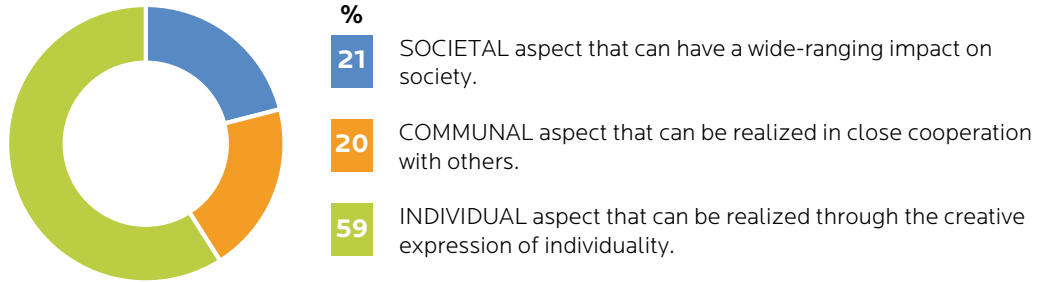 %
21
SOCIETAL aspect that can have a wide-ranging impact on
society.
20
COMMUNAL aspect that can be realized in close cooperation
with others.
59
INDIVIDUAL aspect that can be realized through the creative
expression of individuality.